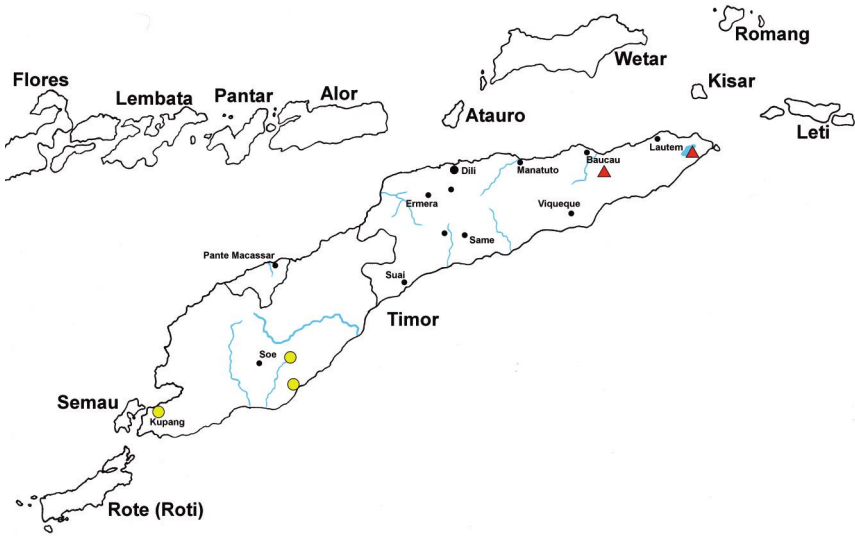 Romang
Wetar
Flores
Kisar
Lembata
Pantar
Alor
Atauro
Leti
Lautem
Baucau
Dili
Manatuto
Ermera
Viqueque
Same
Pante Macassar
Suai
Timor
Soe
Semau
Kupang
Rote (Roti)